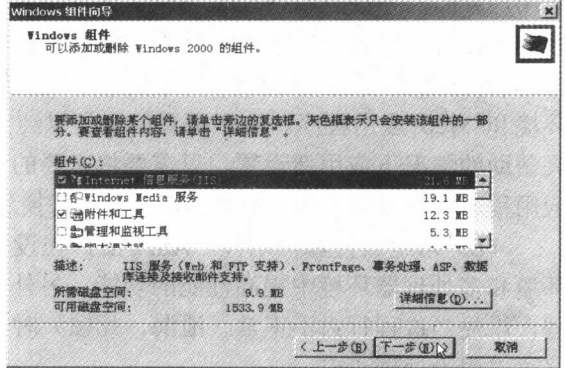 Windows 组件向导
Windows 组件
可以添加或删除 Windows 2000 的组件。
要添加或删除某个组件，请单击旁边的复选框。灰色框表示只会安装该组件的一部
分。要查看组件内容，请单击“详细信息”。
组件(C)：
Internet 信息服务(IIS) 21.6 MB
Windows Media 服务 19.1 MB
附件和工具 12.3 MB
管理和监视工具 5.3 MB
描述： IIS 服务（Web 和 FTP 支持）、FrontPage、事务处理、ASP、数据
库连接及接收邮件支持。
所需磁盘空间： 9.9 MB
可用磁盘空间： 1533.9 MB
详细信息(D)...
< 上一步(B) 下一步(N) > 取消